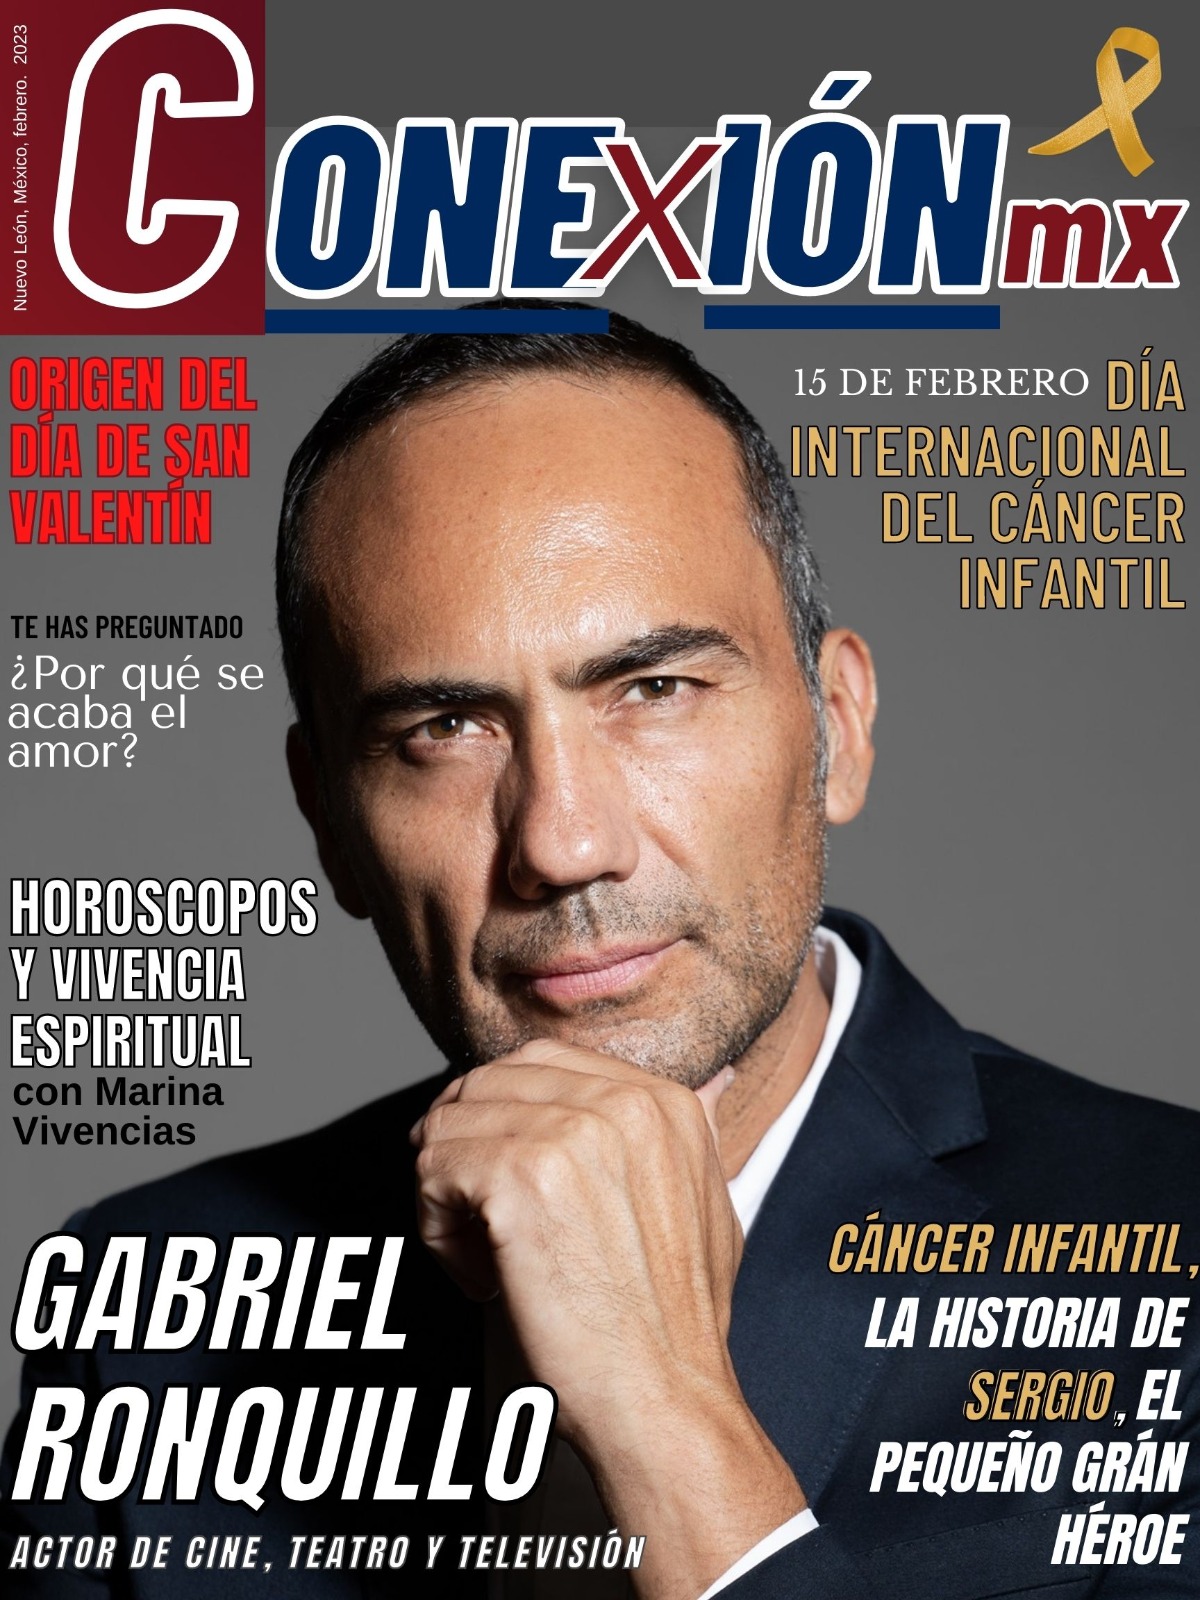 Nuevo León, México, febrero. 2023
CONEXIÓN mx
ORIGEN DEL
DÍA DE SAN
VALENTÍN
15 DE FEBRERO DÍA
INTERNACIONAL
DEL CÁNCER
INFANTIL
TE HAS PREGUNTADO
¿Por qué se
acaba el
amor?
HOROSCOPOS
Y VIVENCIA
ESPIRITUAL
con Marina
Vivencias
GABRIEL
RONQUILLO
ACTOR DE CINE, TEATRO Y TELEVISIÓN
CÁNCER INFANTIL,
LA HISTORIA DE
SERGIO, EL
PEQUEÑO GRÁN
HÉROE